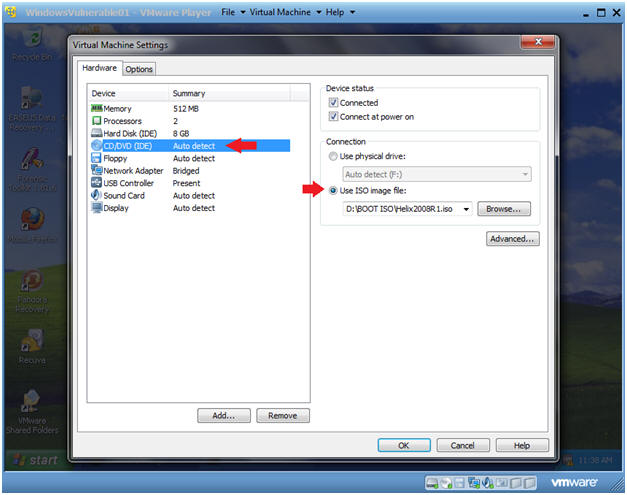 WindowsVulnerable01 - VMware Player File Virtual Machine Help
Virtual Machine Settings
Hardware Options
Device Summary
Memory 512 MB
Processors 2
Hard Disk (IDE) 8 GB
CD/DVD (IDE) Auto detect
Floppy Auto detect
Network Adapter Bridged
USB Controller Present
Sound Card Auto detect
Display Auto detect
Add... Remove
Device status
Connected
Connect at power on
Connection
Use physical drive:
Auto detect (F:)
Use ISO image file:
D:\BOOT ISO\Helix2008R1.iso Browse...
Advanced...
OK Cancel Help
Recycle Bin
EASEUS Data
Recovery ...
Forensic
Mozilla Firefox
Pandora
Recovery
Recuva
VMware
Shared Folders
start
11:38 AM
vmware